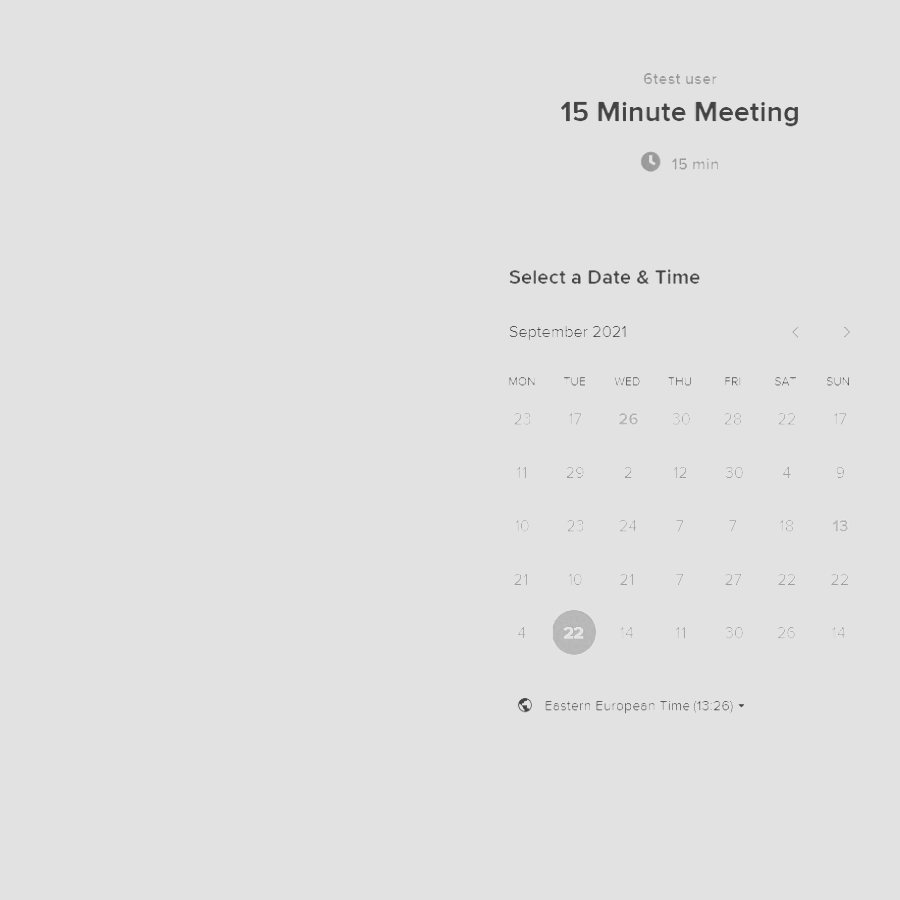 6test user
15 Minute Meeting
15 min
Select a Date & Time
September 2021
MON TUE WED THU FRI SAT SUN
23 17 26 30 28 22 17
11 29 2 12 30 4 9
10 23 24 7 7 18 13
21 10 21 7 27 22 22
4 22 14 11 30 26 14
Eastern European Time (13:26)